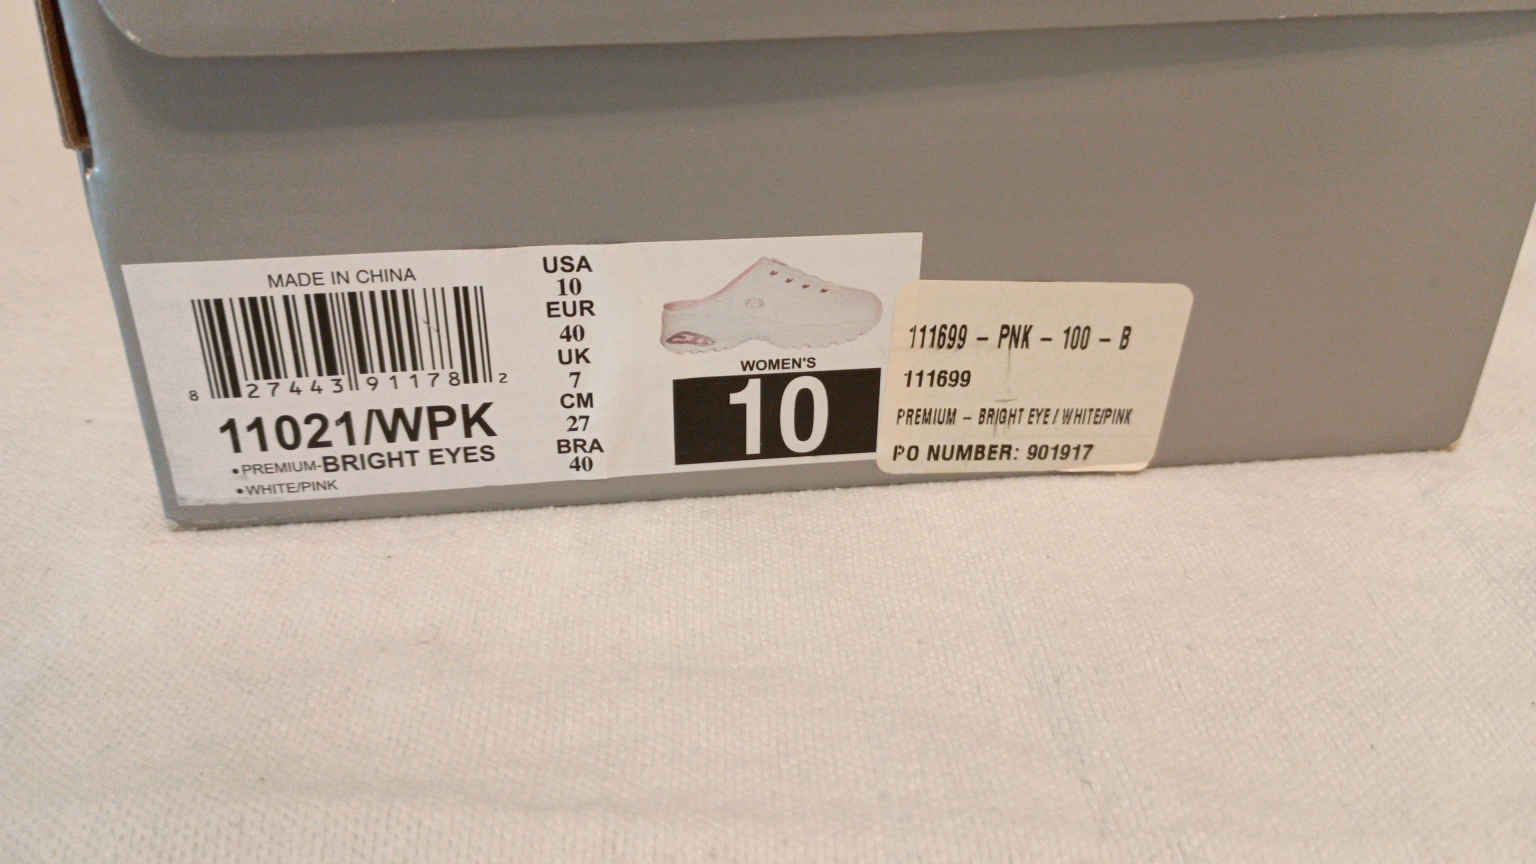 MADE IN CHINA
8 27443 91178 2
11021/WPK
•PREMIUM-BRIGHT EYES
•WHITE/PINK
USA
10
EUR
40
UK
7
CM
27
BRA
40
WOMEN'S
10
111699 - PNK - 100 - B
111699
PREMIUM - BRIGHT EYE / WHITE/PINK
PO NUMBER: 901917